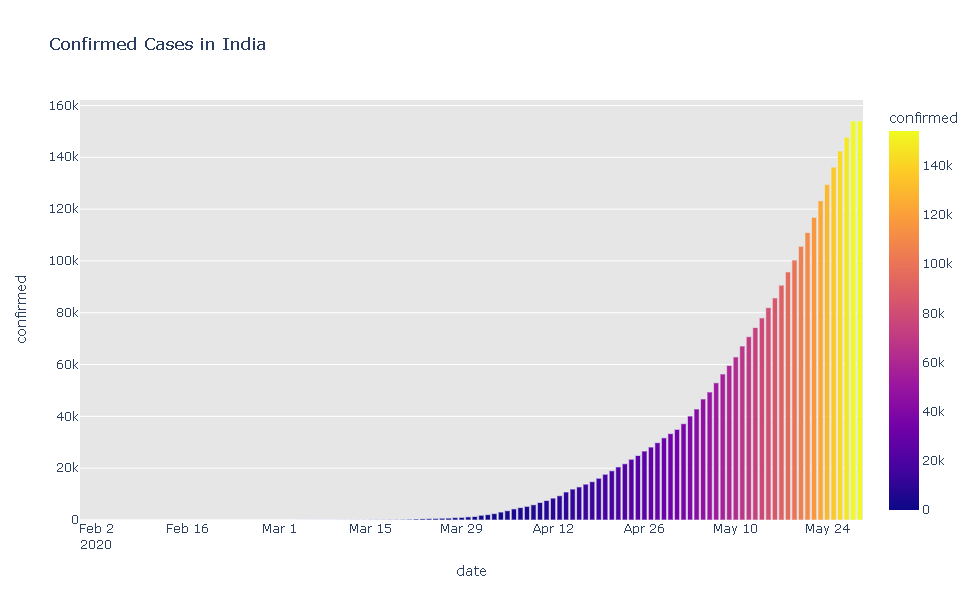 Confirmed Cases in India
confirmed
160k
140k
120k
100k
80k
60k
40k
20k
0
Feb 2
2020
Feb 16
Mar 1
Mar 15
Mar 29
Apr 12
Apr 26
May 10
May 24
date
confirmed
140k
120k
100k
80k
60k
40k
20k
0